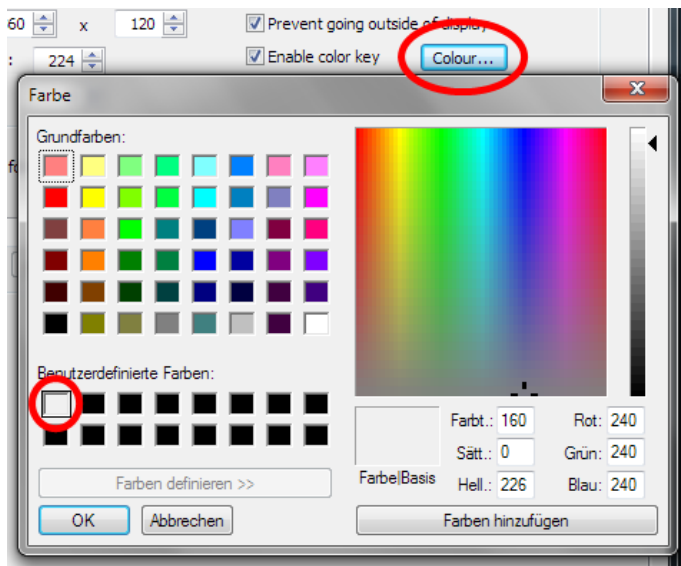 60 x 120 Prevent going outside of display
: 224 Enable color key Colour...
Farbe
Grundfarben:
Benutzerdefinierte Farben:
Farbt.: 160 Rot: 240
Sätt.: 0 Grün: 240
Farbe|Basis Hell.: 226 Blau: 240
Farben definieren >>
OK Abbrechen Farben hinzufügen